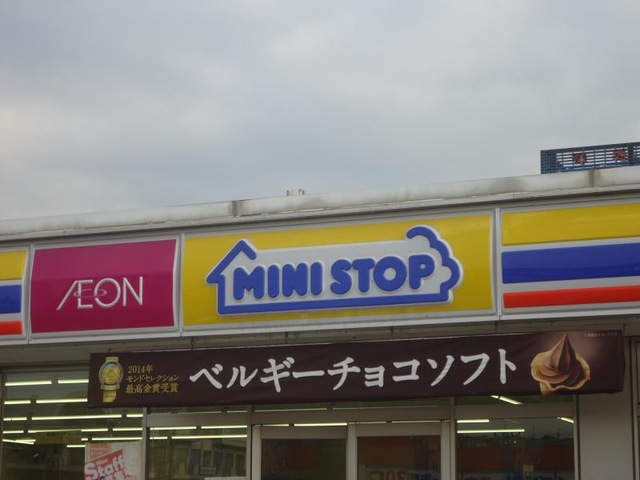 ÆON
MINISTOP
2014年
モンドセレクション
最高金賞受賞
ベルギーチョコソフト
Staff